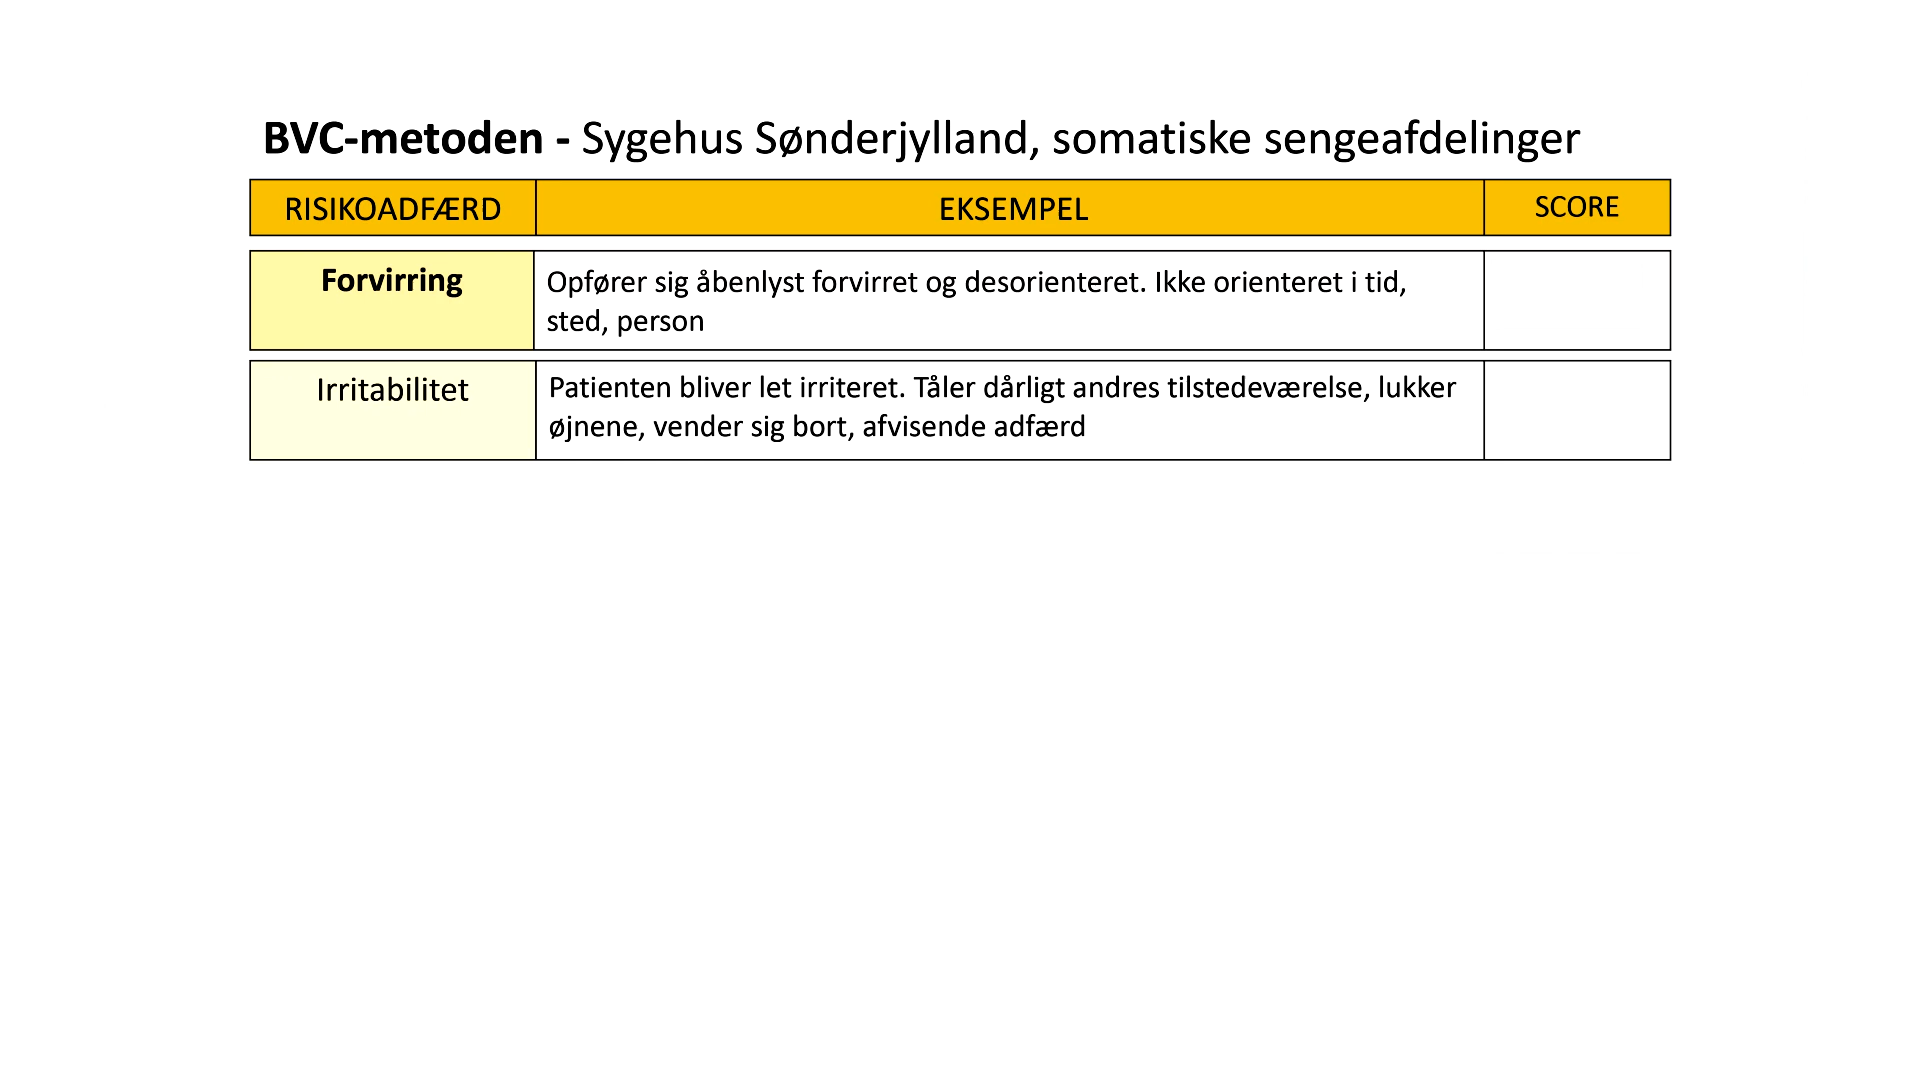 BVC-metoden - Sygehus Sønderjylland, somatiske sengeafdelinger
RISIKOADFÆRD EKSEMPEL SCORE
Forvirring
Opfører sig åbenlyst forvirret og desorienteret. Ikke orienteret i tid,
sted, person
Irritabilitet
Patienten bliver let irriteret. Tåler dårligt andres tilstedeværelse, lukker
øjnene, vender sig bort, afvisende adfærd